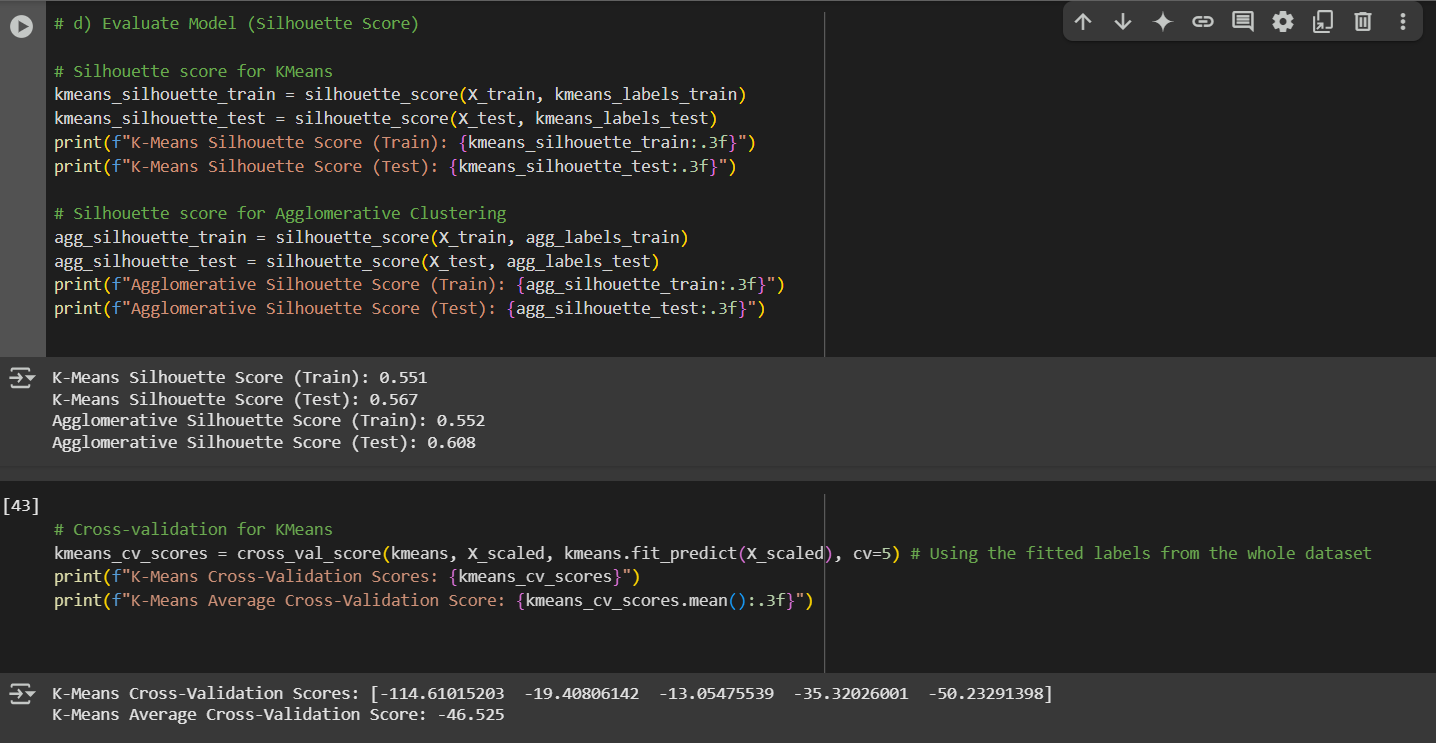 # d) Evaluate Model (Silhouette Score)
# Silhouette score for KMeans
kmeans_silhouette_train = silhouette_score(X_train, kmeans_labels_train)
kmeans_silhouette_test = silhouette_score(X_test, kmeans_labels_test)
print(f"K-Means Silhouette Score (Train): {kmeans_silhouette_train:.3f}")
print(f"K-Means Silhouette Score (Test): {kmeans_silhouette_test:.3f}")
# Silhouette score for Agglomerative Clustering
agg_silhouette_train = silhouette_score(X_train, agg_labels_train)
agg_silhouette_test = silhouette_score(X_test, agg_labels_test)
print(f"Agglomerative Silhouette Score (Train): {agg_silhouette_train:.3f}")
print(f"Agglomerative Silhouette Score (Test): {agg_silhouette_test:.3f}")
K-Means Silhouette Score (Train): 0.551
K-Means Silhouette Score (Test): 0.567
Agglomerative Silhouette Score (Train): 0.552
Agglomerative Silhouette Score (Test): 0.608
[43]
# Cross-validation for KMeans
kmeans_cv_scores = cross_val_score(kmeans, X_scaled, kmeans.fit_predict(X_scaled), cv=5) # Using the fitted labels from the whole dataset
print(f"K-Means Cross-Validation Scores: {kmeans_cv_scores}")
print(f"K-Means Average Cross-Validation Score: {kmeans_cv_scores.mean():.3f}")
K-Means Cross-Validation Scores: [-114.61015203  -19.40806142  -13.05475539  -35.32026001  -50.23291398]
K-Means Average Cross-Validation Score: -46.525